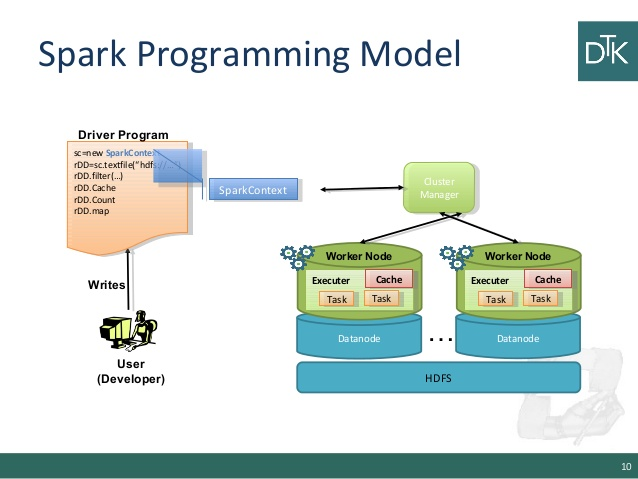 Spark Programming Model
DTK
Driver Program
sc=new SparkContext
rDD=sc.textfile("hdfs://…")
rDD.filter(…)
rDD.Cache
rDD.Count
rDD.map
SparkContext
Cluster
Manager
Writes
User
(Developer)
Worker Node
Executer
Cache
Task
Task
Datanode
...
Worker Node
Executer
Cache
Task
Task
Datanode
HDFS
10